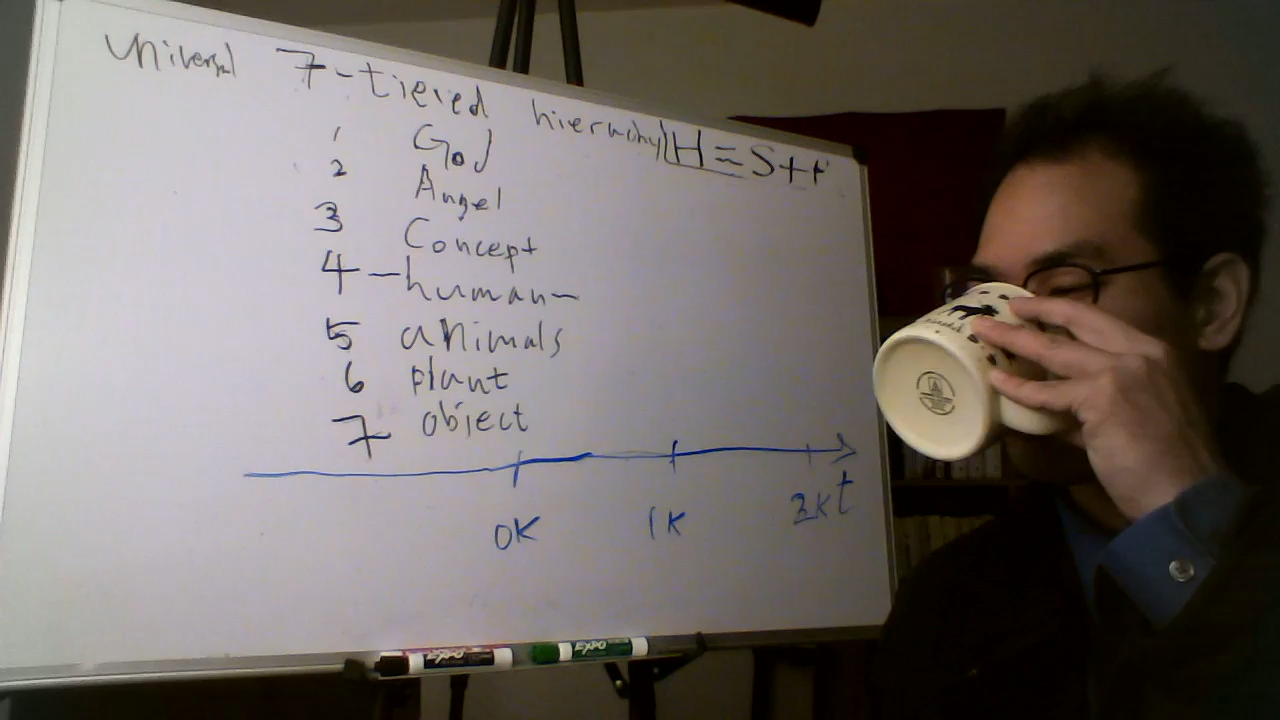 Universal 7-tiered hierarchy H ≡ S++
1 God
2 Angel
3 Concept
4 - human -
5 animals
6 plant
7 object
0K 1K 2K t
EXPO EXPO